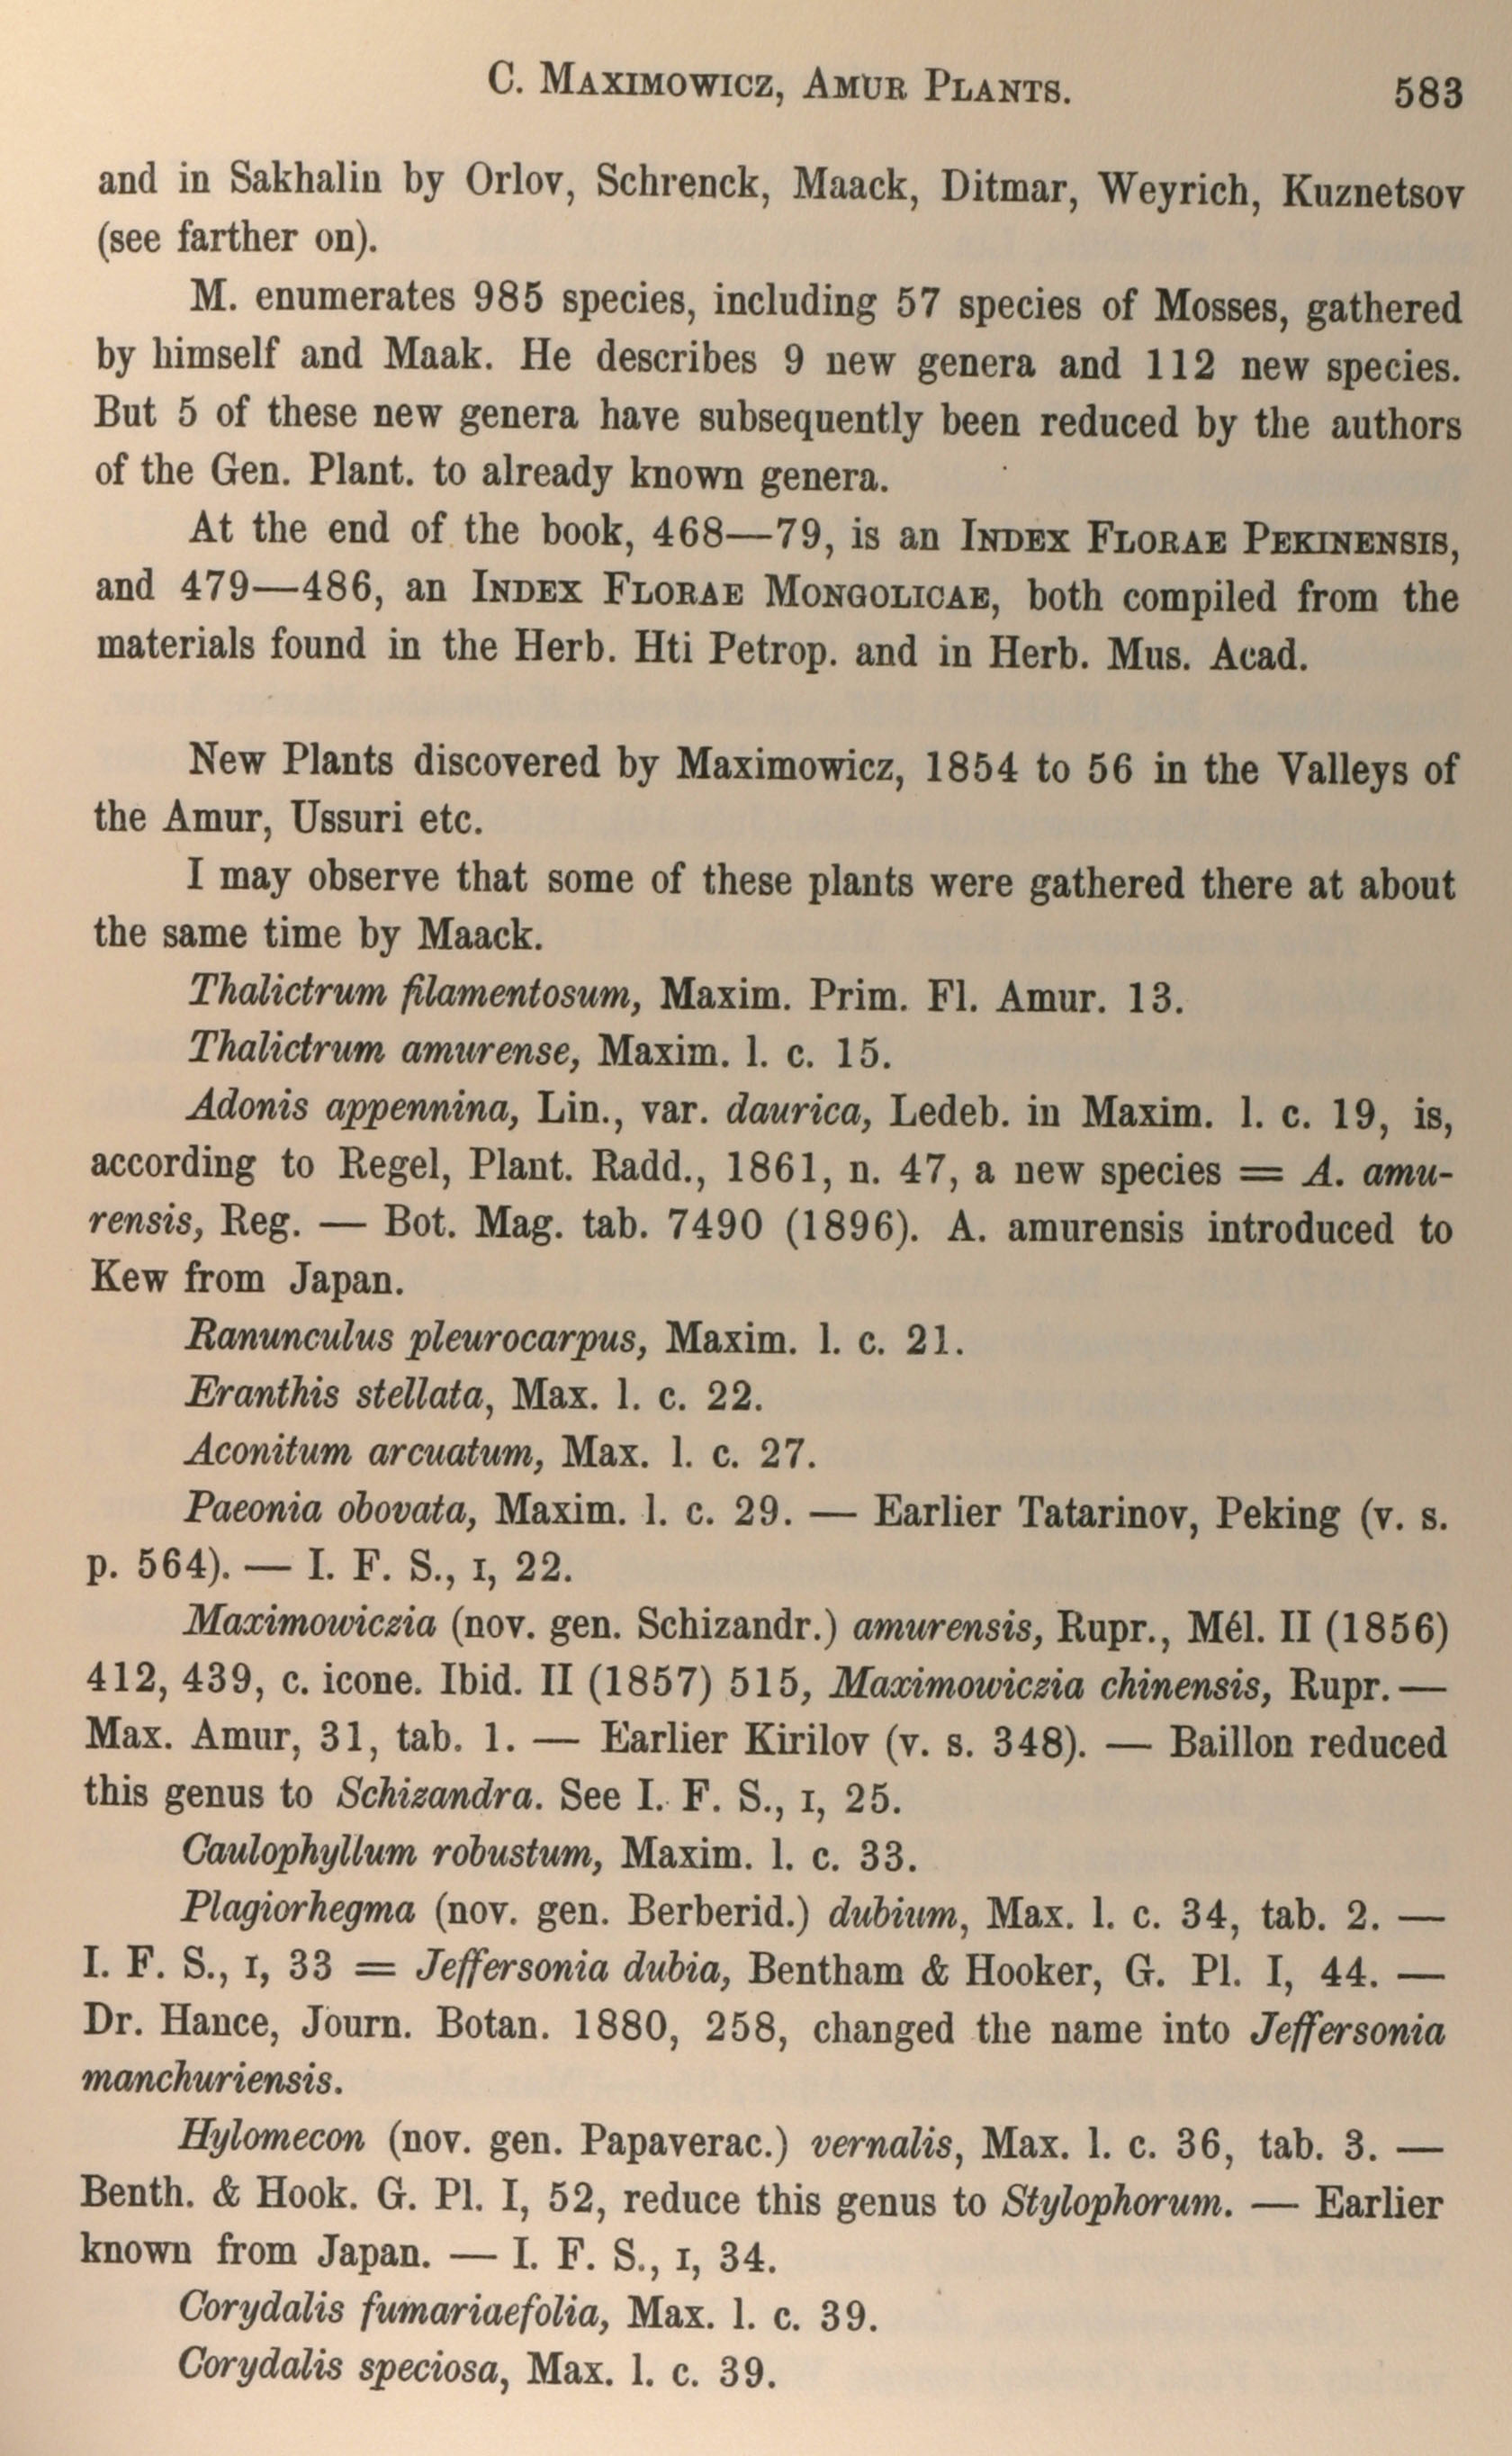 C. Maximowicz, Amur Plants. 583
and in Sakhalin by Orlov, Schrenck, Maack, Ditmar, Weyrich, Kuznetsov
(see farther on).
M. enumerates 985 species, including 57 species of Mosses, gathered
by himself and Maak. He describes 9 new genera and 112 new species.
But 5 of these new genera have subsequently been reduced by the authors
of the Gen. Plant. to already known genera.
At the end of the book, 468—79, is an Index Florae Pekinensis,
and 479—486, an Index Florae Mongolicae, both compiled from the
materials found in the Herb. Hti Petrop. and in Herb. Mus. Acad.
New Plants discovered by Maximowicz, 1854 to 56 in the Valleys of
the Amur, Ussuri etc.
I may observe that some of these plants were gathered there at about
the same time by Maack.
Thalictrum filamentosum, Maxim. Prim. Fl. Amur. 13.
Thalictrum amurense, Maxim. l. c. 15.
Adonis appennina, Lin., var. daurica, Ledeb. in Maxim. l. c. 19, is,
according to Regel, Plant. Radd., 1861, n. 47, a new species = A. amu-
rensis, Reg. — Bot. Mag. tab. 7490 (1896). A. amurensis introduced to
Kew from Japan.
Ranunculus pleurocarpus, Maxim. l. c. 21.
Eranthis stellata, Max. l. c. 22.
Aconitum arcuatum, Max. l. c. 27.
Paeonia obovata, Maxim. l. c. 29. — Earlier Tatarinov, Peking (v. s.
p. 564). — I. F. S., I, 22.
Maximowiczia (nov. gen. Schizandr.) amurensis, Rupr., Mél. II (1856)
412, 439, c. icone. Ibid. II (1857) 515, Maximowiczia chinensis, Rupr. —
Max. Amur, 31, tab. 1. — Earlier Kirilov (v. s. 348). — Baillon reduced
this genus to Schizandra. See I. F. S., I, 25.
Caulophyllum robustum, Maxim. l. c. 33.
Plagiorhegma (nov. gen. Berberid.) dubium, Max. l. c. 34, tab. 2. —
I. F. S., I, 33 = Jeffersonia dubia, Bentham & Hooker, G. Pl. I, 44. —
Dr. Hance, Journ. Botan. 1880, 258, changed the name into Jeffersonia
manchuriensis.
Hylomecon (nov. gen. Papaverac.) vernalis, Max. l. c. 36, tab. 3. —
Benth. & Hook. G. Pl. I, 52, reduce this genus to Stylophorum. — Earlier
known from Japan. — I. F. S., I, 34.
Corydalis fumariaefolia, Max. l. c. 39.
Corydalis speciosa, Max. l. c. 39.